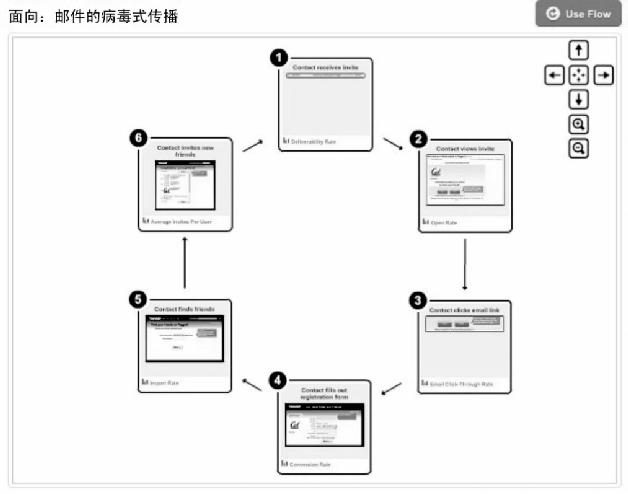 面向：邮件的病毒式传播
Use Flow
1
Contact receives invite
Deliverability Rate
2
Contact views invite
Open Rate
3
Contact clicks email link
Email Click Through Rate
4
Contact fills out
registration form
Conversion Rate
5
Contact finds friends
Import Rate
6
Contact invites new
friends
Average Invites Per User